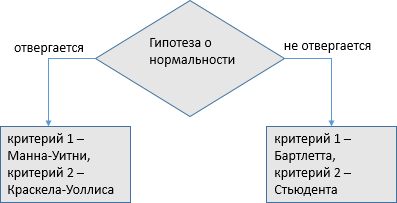 отвергается
Гипотеза о
нормальности
не отвергается
критерий 1 –
Манна-Уитни,
критерий 2 –
Краскела-Уоллиса
критерий 1 –
Бартлетта,
критерий 2 –
Стьюдента